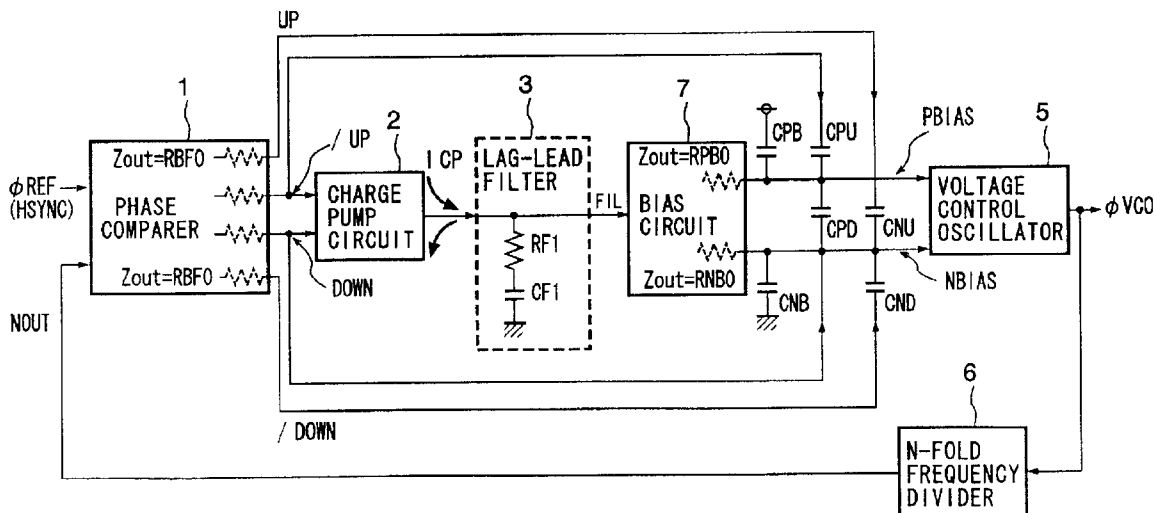 UP
1
Zout=RBFO
φREF
(HSYNC)
PHASE
COMPARER
Zout=RBFO
NOUT
/ UP
DOWN
/ DOWN
2
CHARGE
PUMP
CIRCUIT
ICP
3
LAG-LEAD
FILTER
RF1
CF1
FIL
7
Zout=RPBO
BIAS
CIRCUIT
Zout=RNBO
CPB
CPU
CPD
CNU
CNB
CND
PBIAS
NBIAS
5
VOLTAGE
CONTROL
OSCILLATOR
φVCO
6
N-FOLD
FREQUENCY
DIVIDER